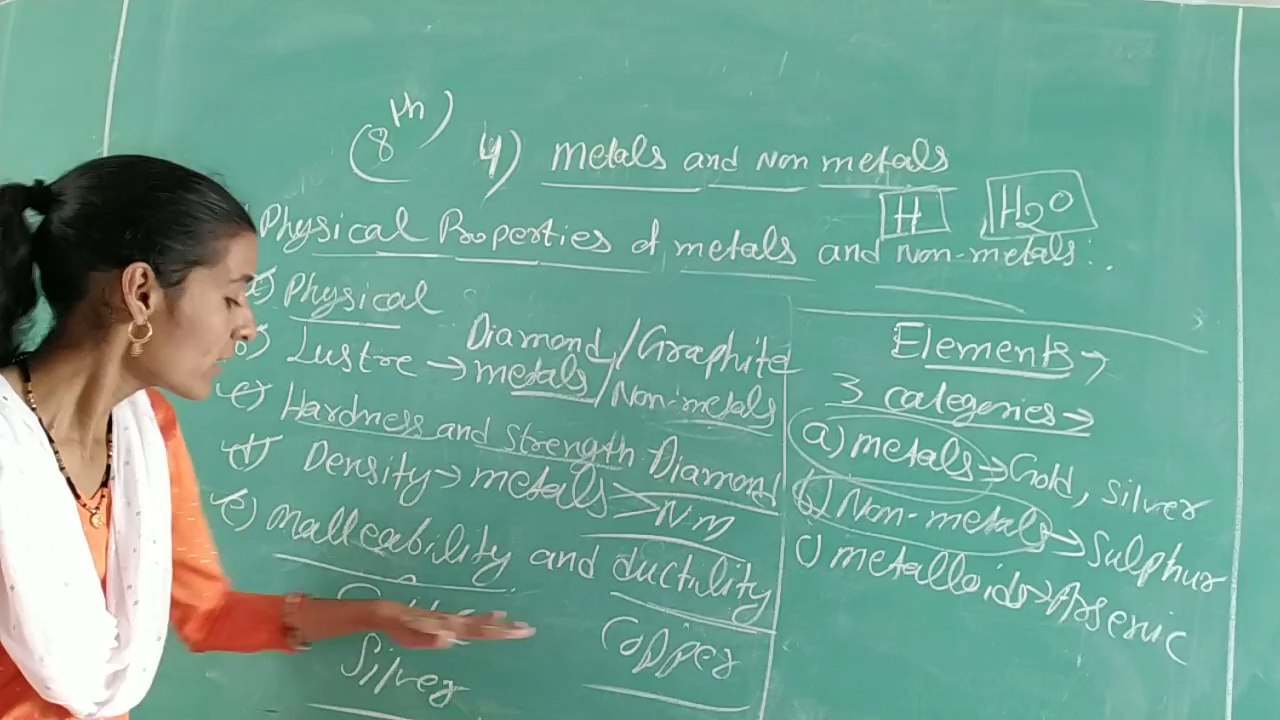 (8th) 4) Metals and Non metals
H H2O
Physical Properties of metals and Non-metals:.
a) Physical
b) Lustre → metals/Non-metals
Diamond/Graphite
c) Hardness and Strength Diamond
d) Density → metals > NM
e) Malleability and ductility
Silver
Copper
Elements →
3 categories →
a) metals → Gold, Silver
b) Non-metals → Sulphur
c) metalloids → Arsenic